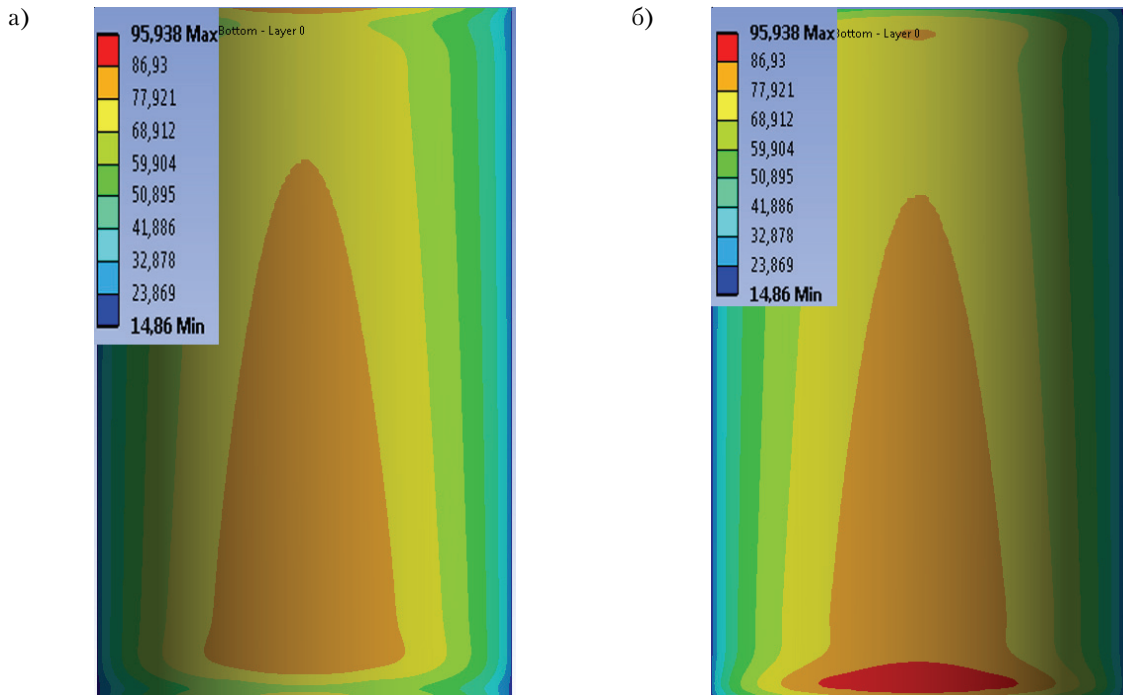 а)
95,938 Max Bottom - Layer 0
86,93
77,921
68,912
59,904
50,895
41,886
32,878
23,869
14,86 Min
б)
95,938 Max Bottom - Layer 0
86,93
77,921
68,912
59,904
50,895
41,886
32,878
23,869
14,86 Min